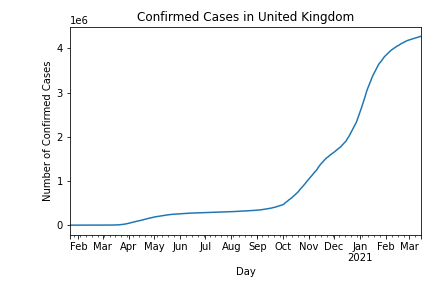 Confirmed Cases in United Kingdom
1e6
4
3
2
1
0
Number of Confirmed Cases
Feb Mar Apr May Jun Jul Aug Sep Oct Nov Dec Jan Feb Mar
2021
Day